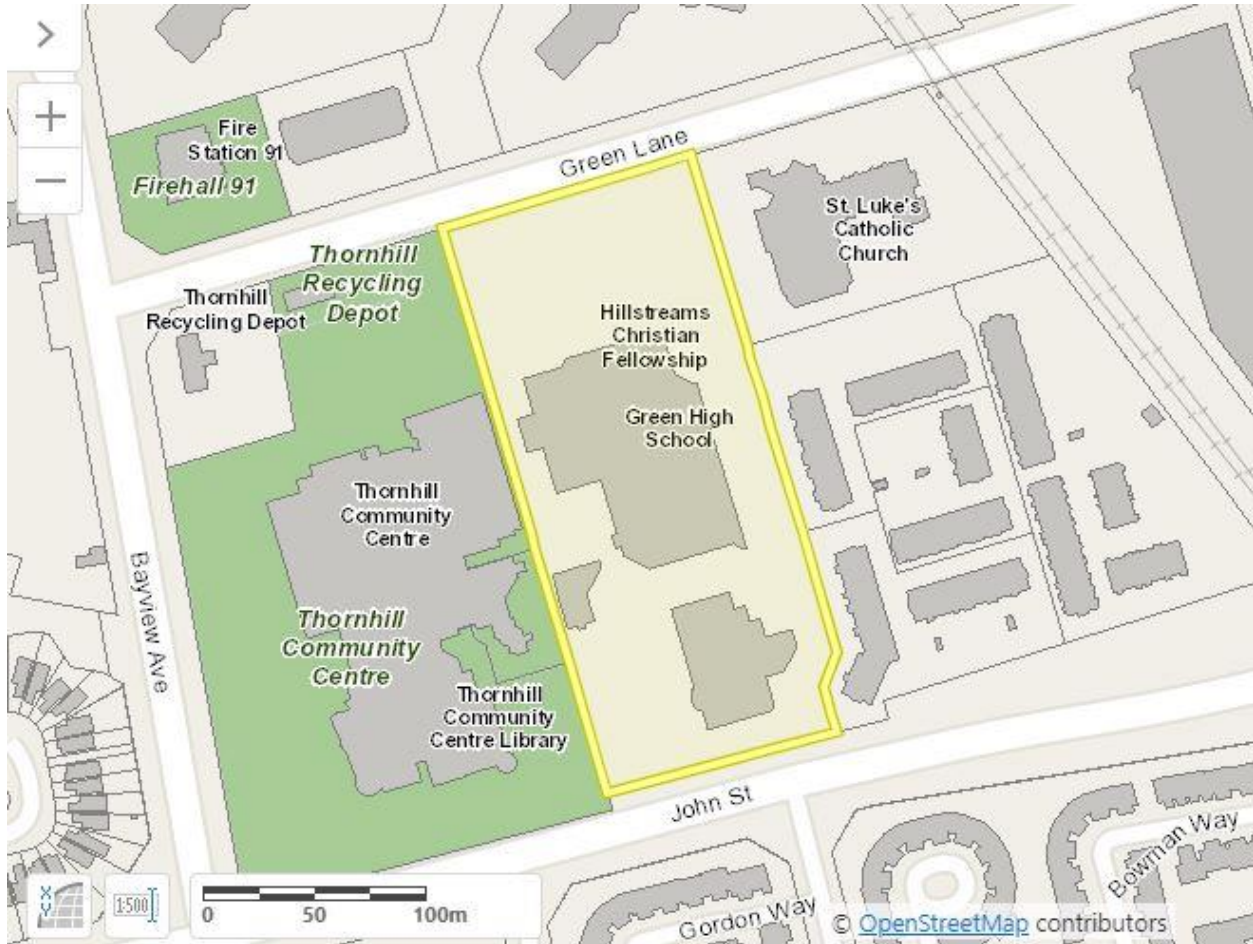 >
+
−
Fire
Station 91
Firehall 91
Green Lane
Thornhill
Recycling
Depot
Thornhill
Recycling Depot
St. Luke's
Catholic
Church
Hillstreams
Christian
Fellowship
Green High
School
Thornhill
Community
Centre
Thornhill
Community
Centre
Thornhill
Community
Centre Library
Bayview Ave
John St
Bowman Way
Gordon Way
X
Y
1:500
0 50 100m
© OpenStreetMap contributors